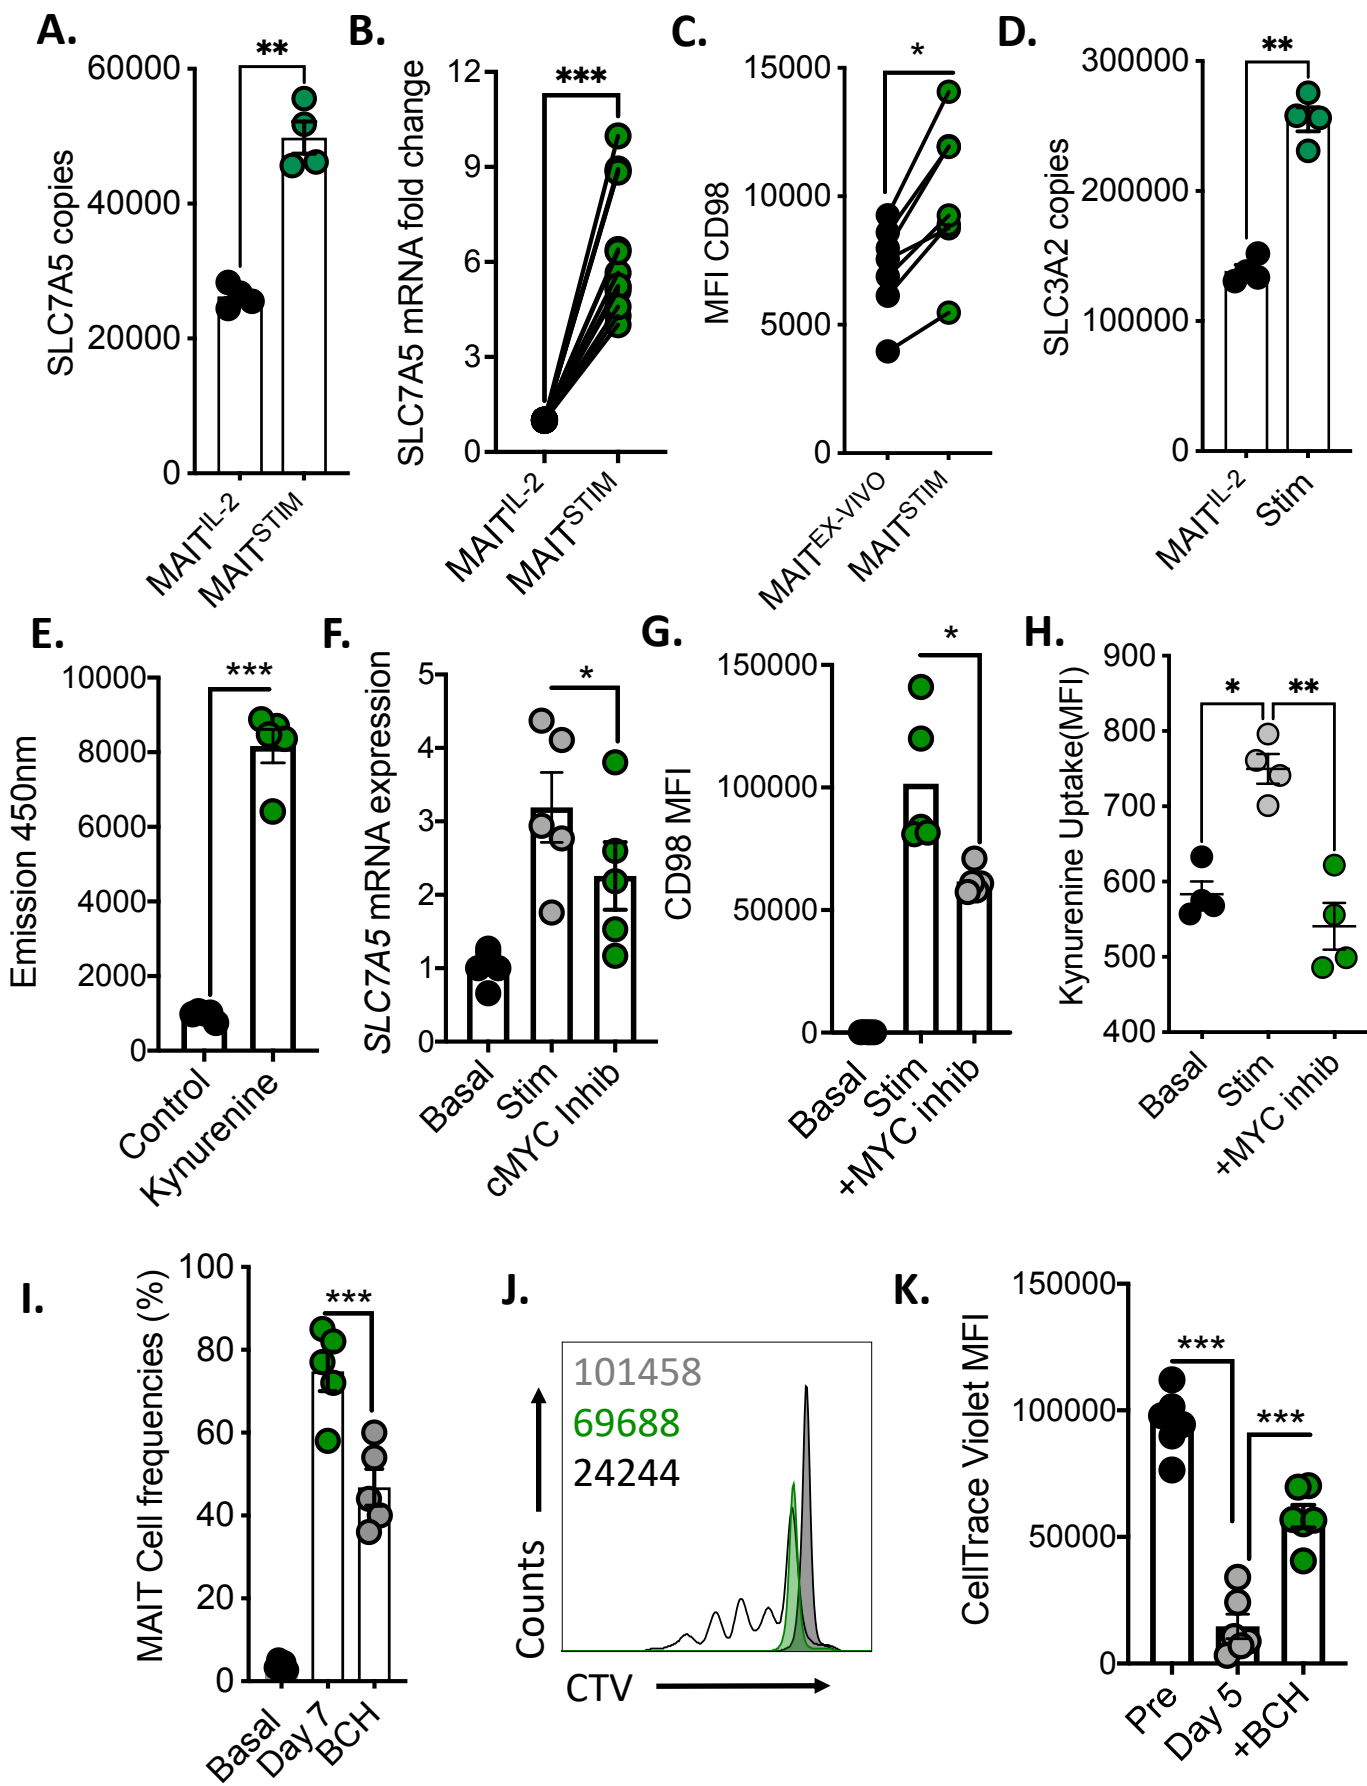 A.
SLC7A5 copies
60000
40000
20000
0
**
MAIT^IL-2
MAIT^STIM
B.
SLC7A5 mRNA fold change
12
9
6
3
0
***
MAIT^IL-2
MAIT^STIM
C.
MFI CD98
15000
10000
5000
0
*
MAIT^EX-VIVO
MAIT^STIM
D.
SLC3A2 copies
300000
200000
100000
0
**
MAIT^IL-2
Stim
E.
Emission 450nm
10000
8000
6000
4000
2000
0
***
Control
Kynurenine
F.
SLC7A5 mRNA expression
5
4
3
2
1
0
*
Basal
Stim
cMYC Inhib
G.
CD98 MFI
150000
100000
50000
0
*
Basal
Stim
+MYC inhib
H.
Kynurenine Uptake(MFI)
900
800
700
600
500
400
*
**
Basal
Stim
+MYC inhib
I.
MAIT Cell frequencies (%)
100
80
60
40
20
0
***
Basal
Day 7
BCH
J.
101458
69688
24244
Counts
CTV
K.
CellTrace Violet MFI
150000
100000
50000
0
***
***
Pre
Day 5
+BCH